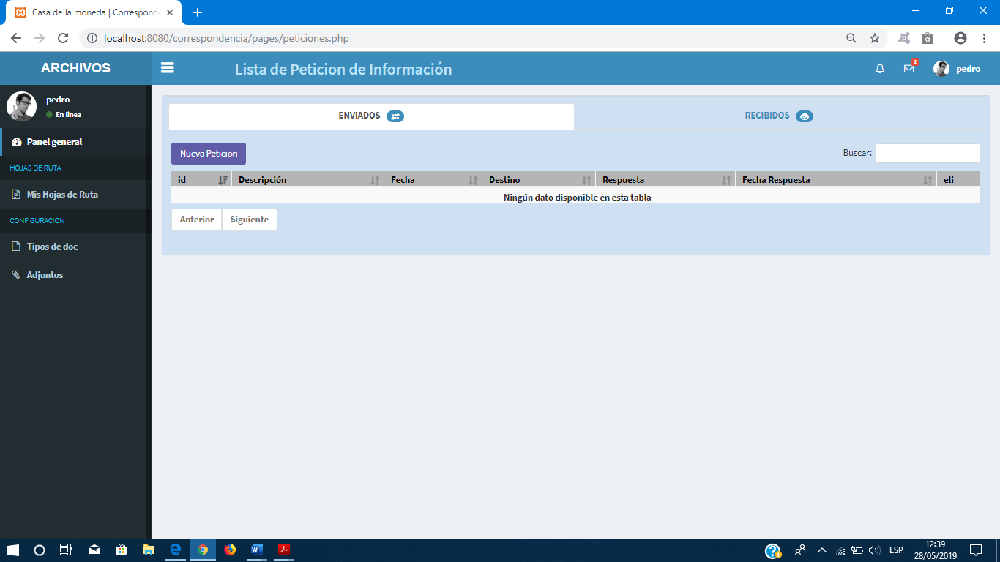 Casa de la moneda | Correspond
localhost:8080/correspondencia/pages/peticiones.php
ARCHIVOS
Lista de Peticion de Información
2
pedro
pedro
En linea
ENVIADOS
RECIBIDOS
Panel general
HOJAS DE RUTA
Mis Hojas de Ruta
CONFIGURACION
Tipos de doc
Adjuntos
Nueva Peticion
Buscar:
id Descripción Fecha Destino Respuesta Fecha Respuesta eli
Ningún dato disponible en esta tabla
Anterior Siguiente
ESP
12:39
28/05/2019